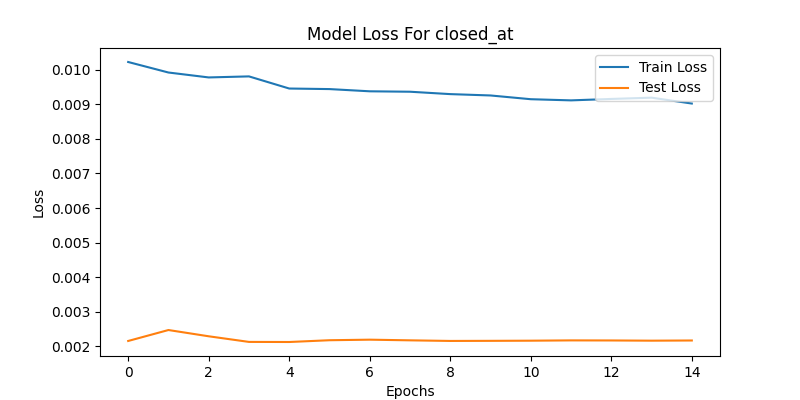 Model Loss For closed_at
Train Loss
Test Loss
0.010
0.009
0.008
0.007
0.006
0.005
0.004
0.003
0.002
Loss
0 2 4 6 8 10 12 14
Epochs